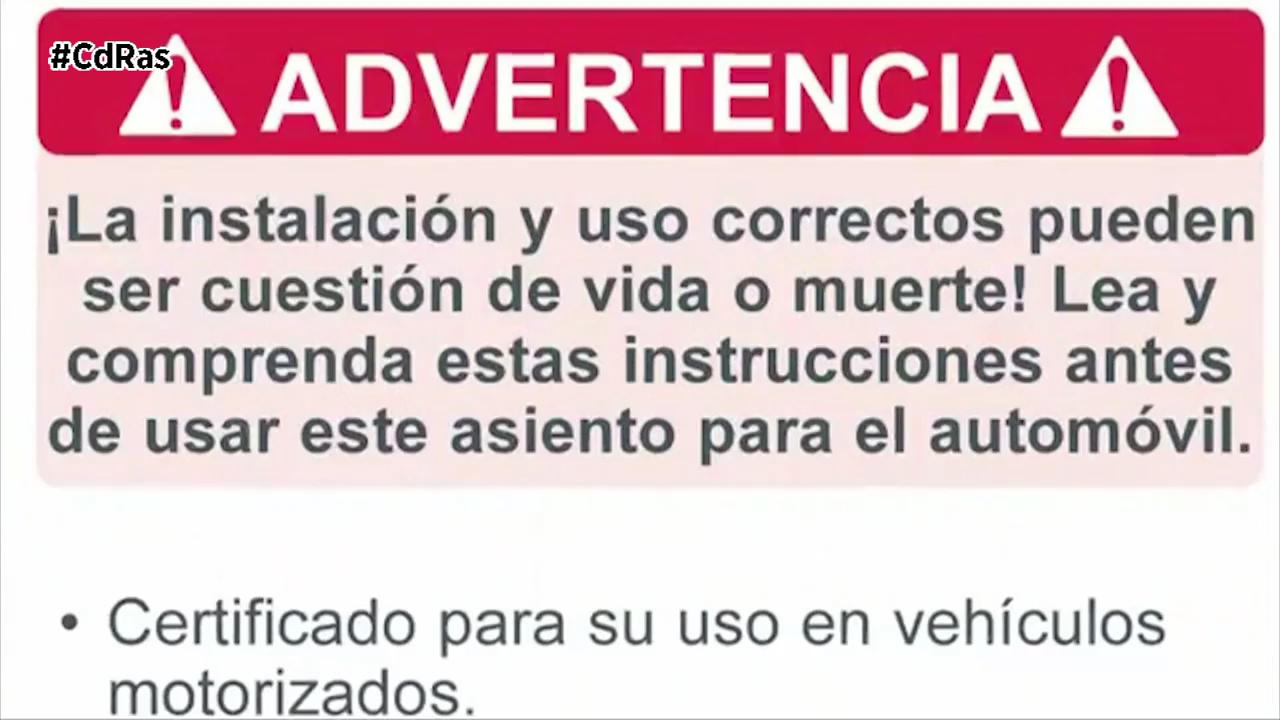 #CdRas
ADVERTENCIA
¡La instalación y uso correctos pueden
ser cuestión de vida o muerte! Lea y
comprenda estas instrucciones antes
de usar este asiento para el automóvil.
• Certificado para su uso en vehículos
motorizados.